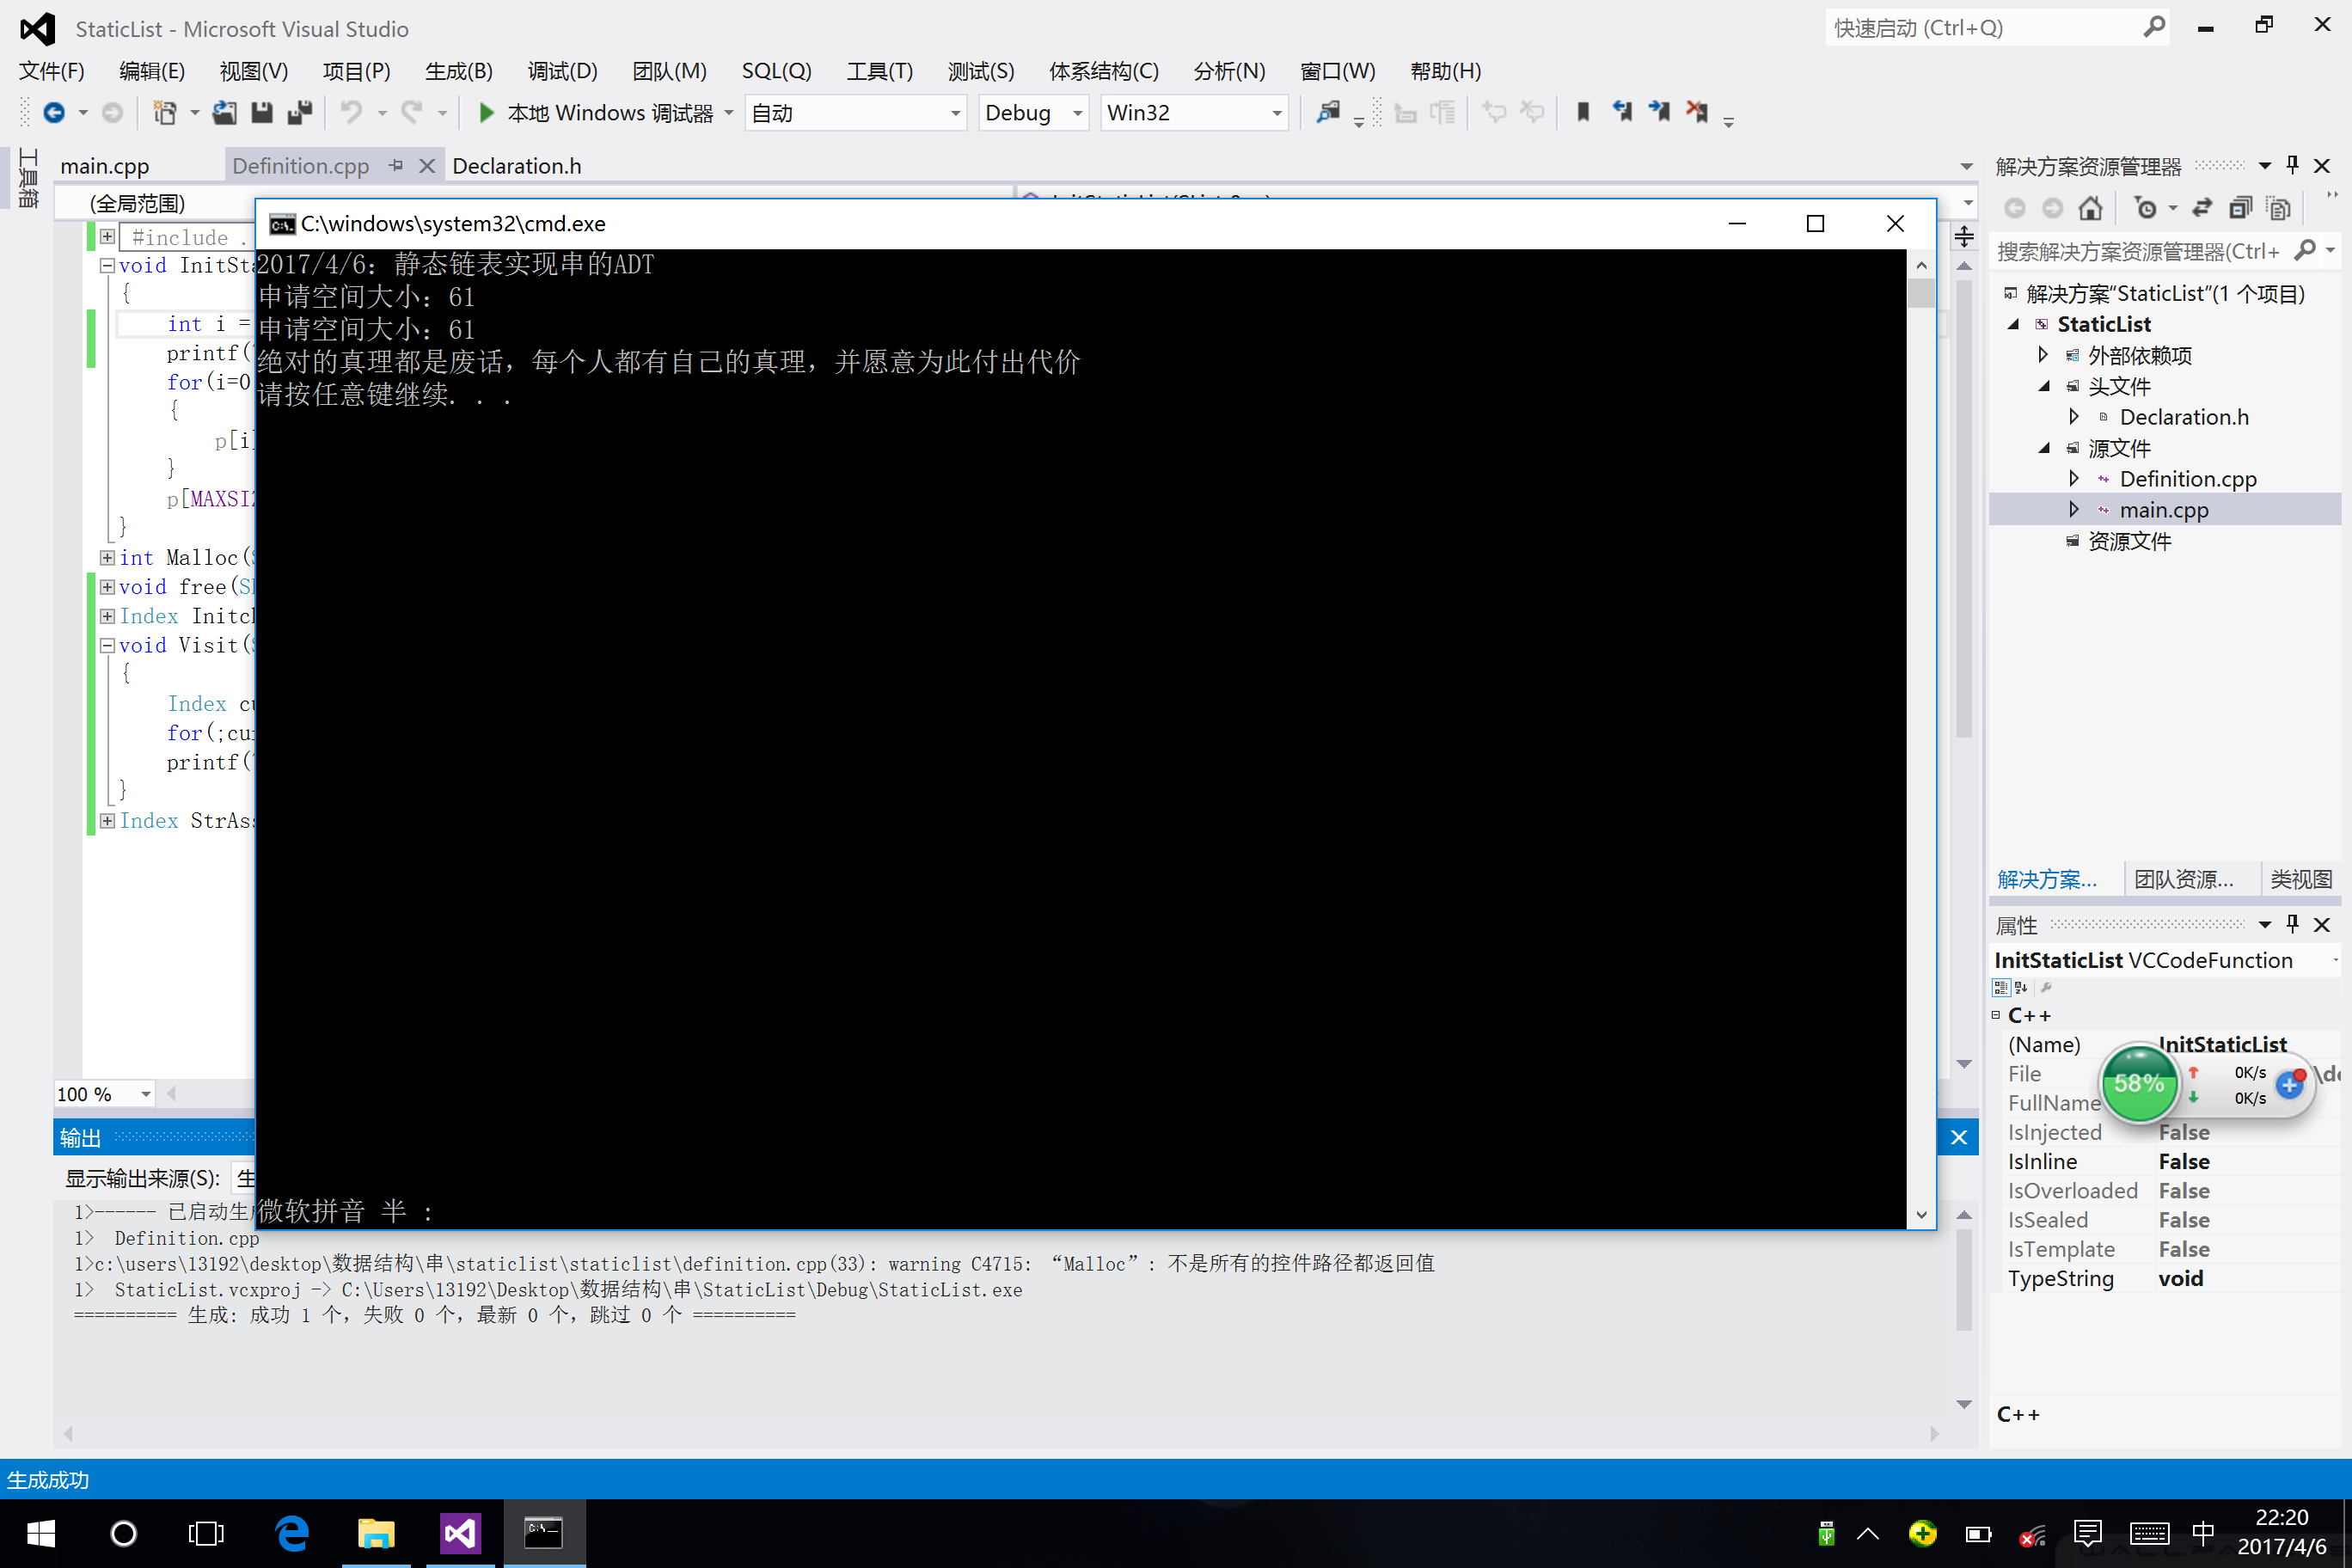 StaticList - Microsoft Visual Studio
快速启动 (Ctrl+Q)
文件(F) 编辑(E) 视图(V) 项目(P) 生成(B) 调试(D) 团队(M) SQL(Q) 工具(T) 测试(S) 体系结构(C) 分析(N) 窗口(W) 帮助(H)
本地 Windows 调试器 自动 Debug Win32
工具箱
main.cpp Definition.cpp Declaration.h
(全局范围)
#include .
void InitSta
{
int i =
printf(
for(i=0
{
p[i]
}
p[MAXSIZ
}
int Malloc(S
void free(Sl
Index Initcl
void Visit(S
{
Index cu
for(;cur
printf(
}
Index StrAss
100 %
C:\windows\system32\cmd.exe
2017/4/6：静态链表实现串的ADT
申请空间大小：61
申请空间大小：61
绝对的真理都是废话，每个人都有自己的真理，并愿意为此付出代价
请按任意键继续. . .
微软拼音 半 :
输出
显示输出来源(S): 生
1>------ 已启动生
1>  Definition.cpp
1>c:\users\13192\desktop\数据结构\串\staticlist\staticlist\definition.cpp(33): warning C4715: “Malloc”: 不是所有的控件路径都返回值
1>  StaticList.vcxproj -> C:\Users\13192\Desktop\数据结构\串\StaticList\Debug\StaticList.exe
========== 生成: 成功 1 个，失败 0 个，最新 0 个，跳过 0 个 ==========
解决方案资源管理器
搜索解决方案资源管理器(Ctrl+
解决方案“StaticList”(1 个项目)
StaticList
外部依赖项
头文件
Declaration.h
源文件
Definition.cpp
main.cpp
资源文件
解决方案... 团队资源... 类视图
属性
InitStaticList VCCodeFunction
C++
(Name) InitStaticList
File \de
FullName
IsInjected False
IsInline False
IsOverloaded False
IsSealed False
IsTemplate False
TypeString void
58% 0K/s
0K/s
C++
生成成功
中
22:20
2017/4/6